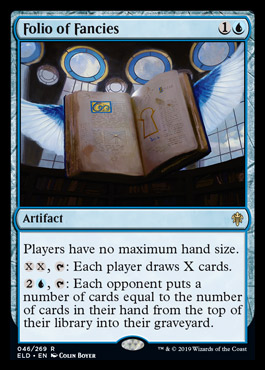 Folio of Fancies 1
Artifact
Players have no maximum hand size.
XX, : Each player draws X cards.
2, : Each opponent puts a
number of cards equal to the number
of cards in their hand from the top of
their library into their graveyard.
046/269 R
ELD • EN Colin Boyer
™ & © 2019 Wizards of the Coast